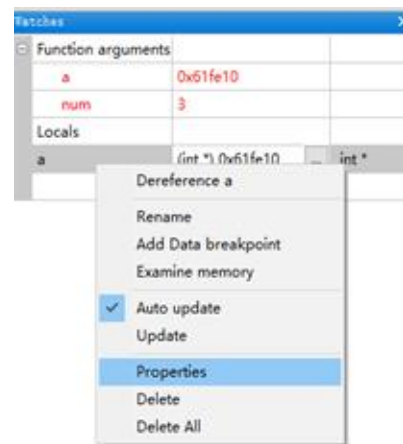 Watches
Function arguments
a 0x61fe10
num 3
Locals
a (int *) 0x61fe10 ... int *
Dereference a
Rename
Add Data breakpoint
Examine memory
Auto update
Update
Properties
Delete
Delete All